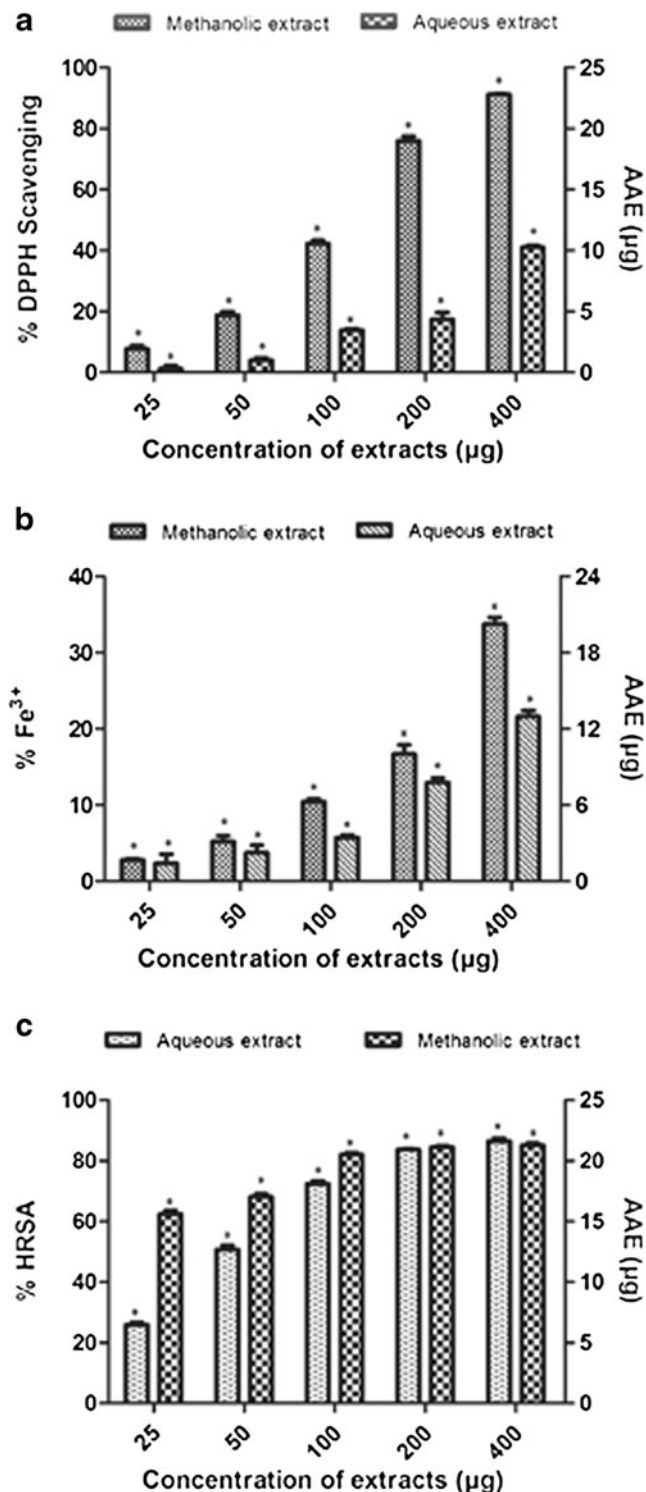 a
Methanolic extract Aqueous extract
100 25
80 20
60 15
40 10
20 5
0 0
% DPPH Scavenging
AAE (µg)
* * * * * * * * * *
25 50 100 200 400
Concentration of extracts (µg)
b
Methanolic extract Aqueous extract
40 24
30 18
20 12
10 6
0 0
% Fe³⁺
AAE (µg)
* * * * * * * * * *
25 50 100 200 400
Concentration of extracts (µg)
c
Aqueous extract Methanolic extract
100 25
80 20
60 15
40 10
20 5
0 0
% HRSA
AAE (µg)
* * * * * * * * * *
25 50 100 200 400
Concentration of extracts (µg)